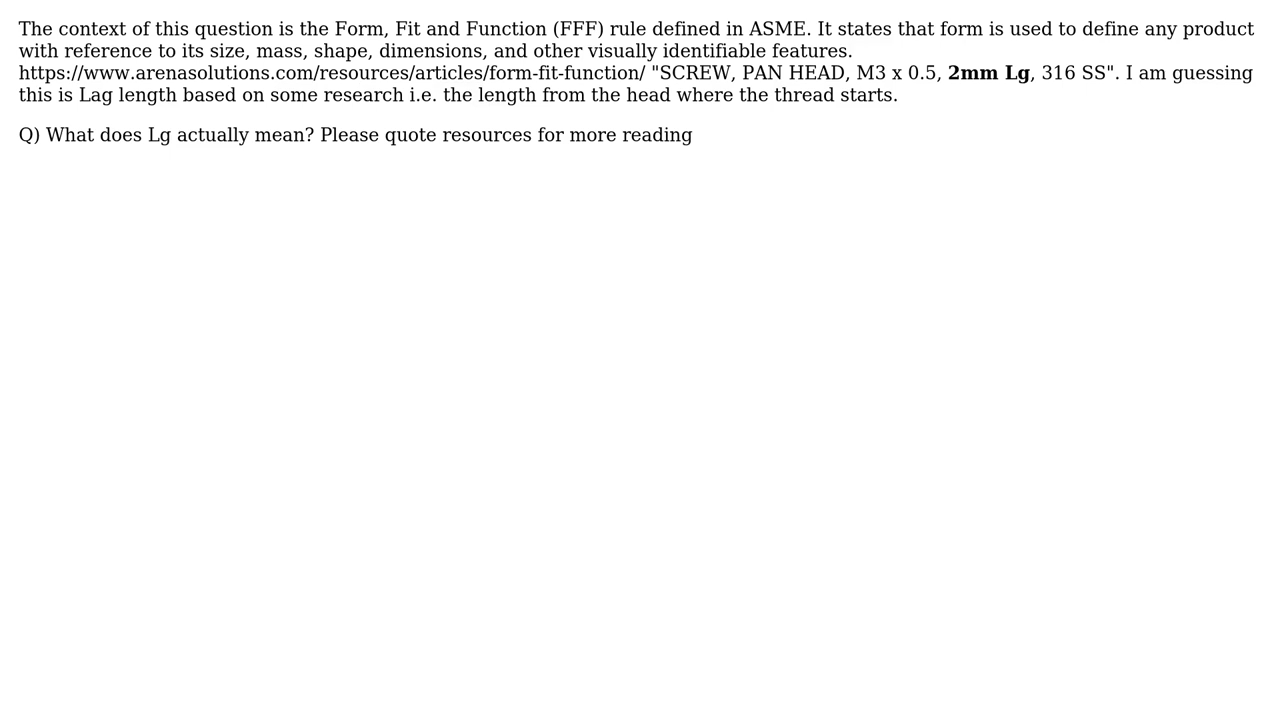 The context of this question is the Form, Fit and Function (FFF) rule defined in ASME. It states that form is used to define any product
with reference to its size, mass, shape, dimensions, and other visually identifiable features.
https://www.arenasolutions.com/resources/articles/form-fit-function/ "SCREW, PAN HEAD, M3 x 0.5, 2mm Lg, 316 SS". I am guessing
this is Lag length based on some research i.e. the length from the head where the thread starts.
Q) What does Lg actually mean? Please quote resources for more reading